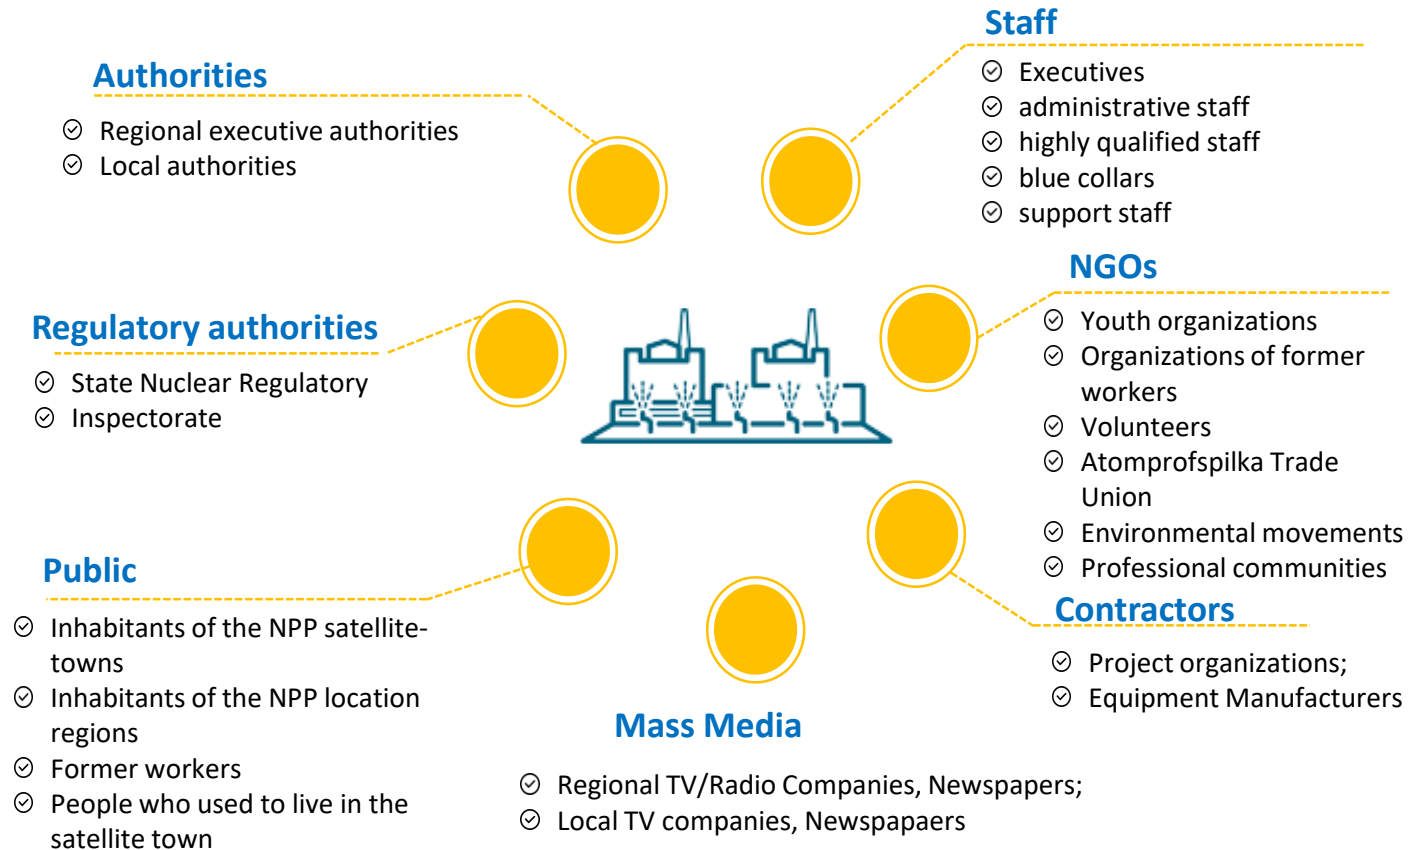 Authorities
Regional executive authorities
Local authorities
Staff
Executives
administrative staff
highly qualified staff
blue collars
support staff
Regulatory authorities
State Nuclear Regulatory
Inspectorate
NGOs
Youth organizations
Organizations of former
workers
Volunteers
Atomprofspilka Trade
Union
Environmental movements
Professional communities
Public
Inhabitants of the NPP satellite-
towns
Inhabitants of the NPP location
regions
Former workers
People who used to live in the
satellite town
Mass Media
Regional TV/Radio Companies, Newspapers;
Local TV companies, Newspapaers
Contractors
Project organizations;
Equipment Manufacturers